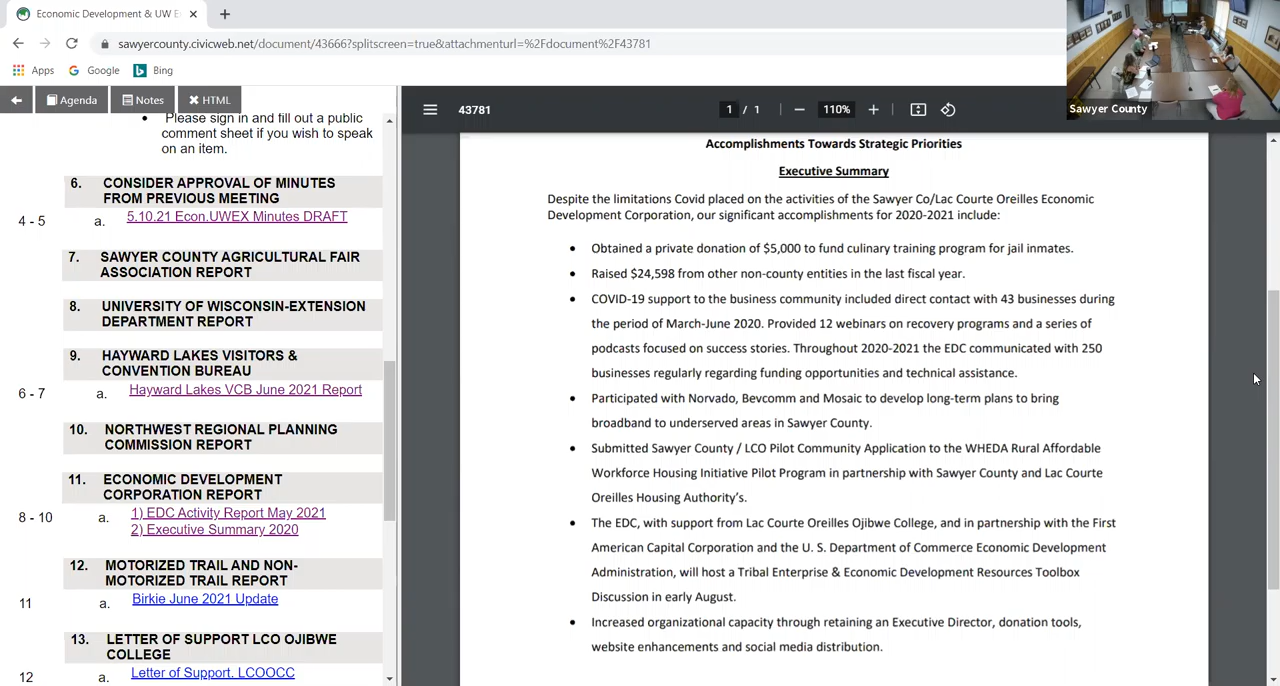 Economic Development & UW E
sawyercounty.civicweb.net/document/43666?splitscreen=true&attachmenturl=%2Fdocument%2F43781
Apps Google Bing
Agenda Notes HTML
• Please sign in and fill out a public
comment sheet if you wish to speak
on an item.
6. CONSIDER APPROVAL OF MINUTES
FROM PREVIOUS MEETING
4 - 5 a. 5.10.21 Econ.UWEX Minutes DRAFT
7. SAWYER COUNTY AGRICULTURAL FAIR
ASSOCIATION REPORT
8. UNIVERSITY OF WISCONSIN-EXTENSION
DEPARTMENT REPORT
9. HAYWARD LAKES VISITORS &
CONVENTION BUREAU
6 - 7 a. Hayward Lakes VCB June 2021 Report
10. NORTHWEST REGIONAL PLANNING
COMMISSION REPORT
11. ECONOMIC DEVELOPMENT
CORPORATION REPORT
8 - 10 a. 1) EDC Activity Report May 2021
2) Executive Summary 2020
12. MOTORIZED TRAIL AND NON-
MOTORIZED TRAIL REPORT
11 a. Birkie June 2021 Update
13. LETTER OF SUPPORT LCO OJIBWE
COLLEGE
12 a. Letter of Support. LCOOCC
43781 1 / 1 110%
Sawyer County
Accomplishments Towards Strategic Priorities
Executive Summary
Despite the limitations Covid placed on the activities of the Sawyer Co/Lac Courte Oreilles Economic
Development Corporation, our significant accomplishments for 2020-2021 include:
• Obtained a private donation of $5,000 to fund culinary training program for jail inmates.
• Raised $24,598 from other non-county entities in the last fiscal year.
• COVID-19 support to the business community included direct contact with 43 businesses during
the period of March-June 2020. Provided 12 webinars on recovery programs and a series of
podcasts focused on success stories. Throughout 2020-2021 the EDC communicated with 250
businesses regularly regarding funding opportunities and technical assistance.
• Participated with Norvado, Bevcomm and Mosaic to develop long-term plans to bring
broadband to underserved areas in Sawyer County.
• Submitted Sawyer County / LCO Pilot Community Application to the WHEDA Rural Affordable
Workforce Housing Initiative Pilot Program in partnership with Sawyer County and Lac Courte
Oreilles Housing Authority's.
• The EDC, with support from Lac Courte Oreilles Ojibwe College, and in partnership with the First
American Capital Corporation and the U. S. Department of Commerce Economic Development
Administration, will host a Tribal Enterprise & Economic Development Resources Toolbox
Discussion in early August.
• Increased organizational capacity through retaining an Executive Director, donation tools,
website enhancements and social media distribution.